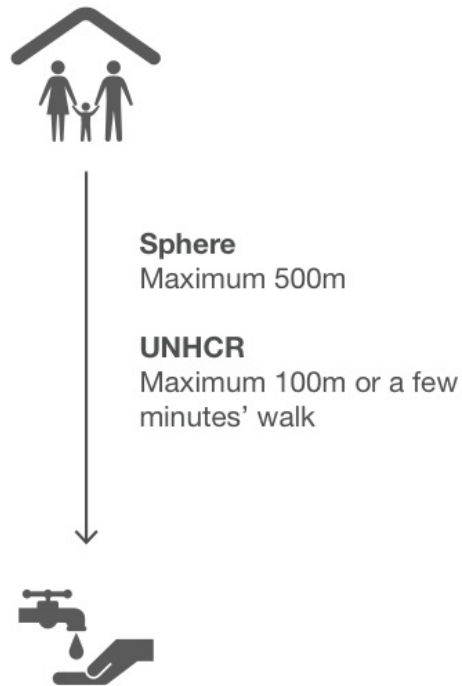 Sphere
Maximum 500m
UNHCR
Maximum 100m or a few
minutes’ walk